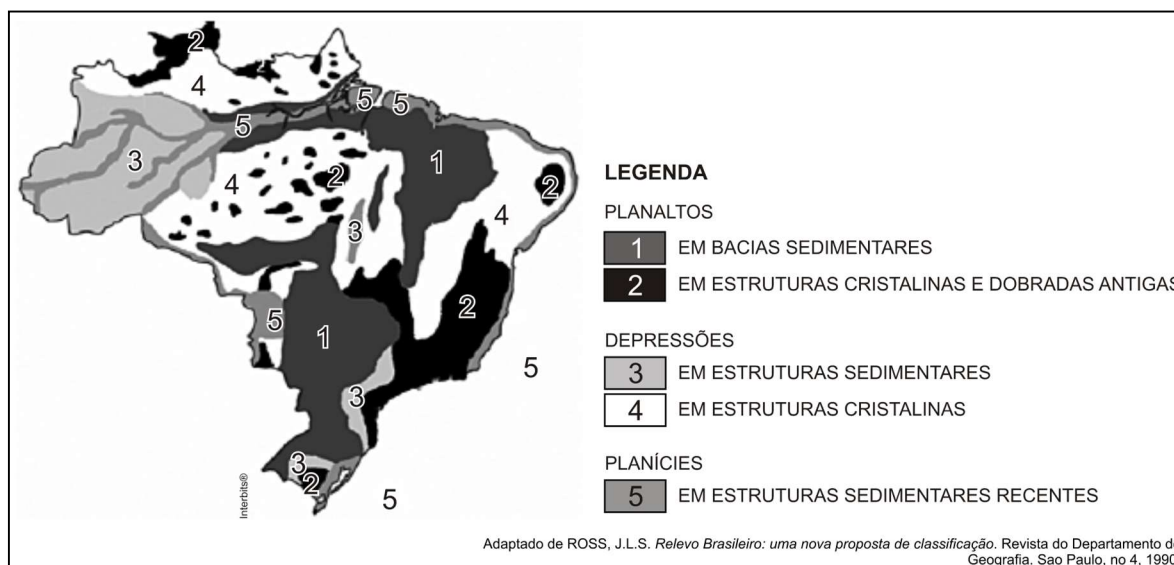 2
1
4
5
5
5
3
1
4
2
2
4
3
5
2
1
5
3
3
2
5
Interbits®
LEGENDA
PLANALTOS
1 EM BACIAS SEDIMENTARES
2 EM ESTRUTURAS CRISTALINAS E DOBRADAS ANTIGAS
DEPRESSÕES
3 EM ESTRUTURAS SEDIMENTARES
4 EM ESTRUTURAS CRISTALINAS
PLANÍCIES
5 EM ESTRUTURAS SEDIMENTARES RECENTES
Adaptado de ROSS, J.L.S. Relevo Brasileiro: uma nova proposta de classificação. Revista do Departamento de
Geografia. Sao Paulo, no 4, 1990